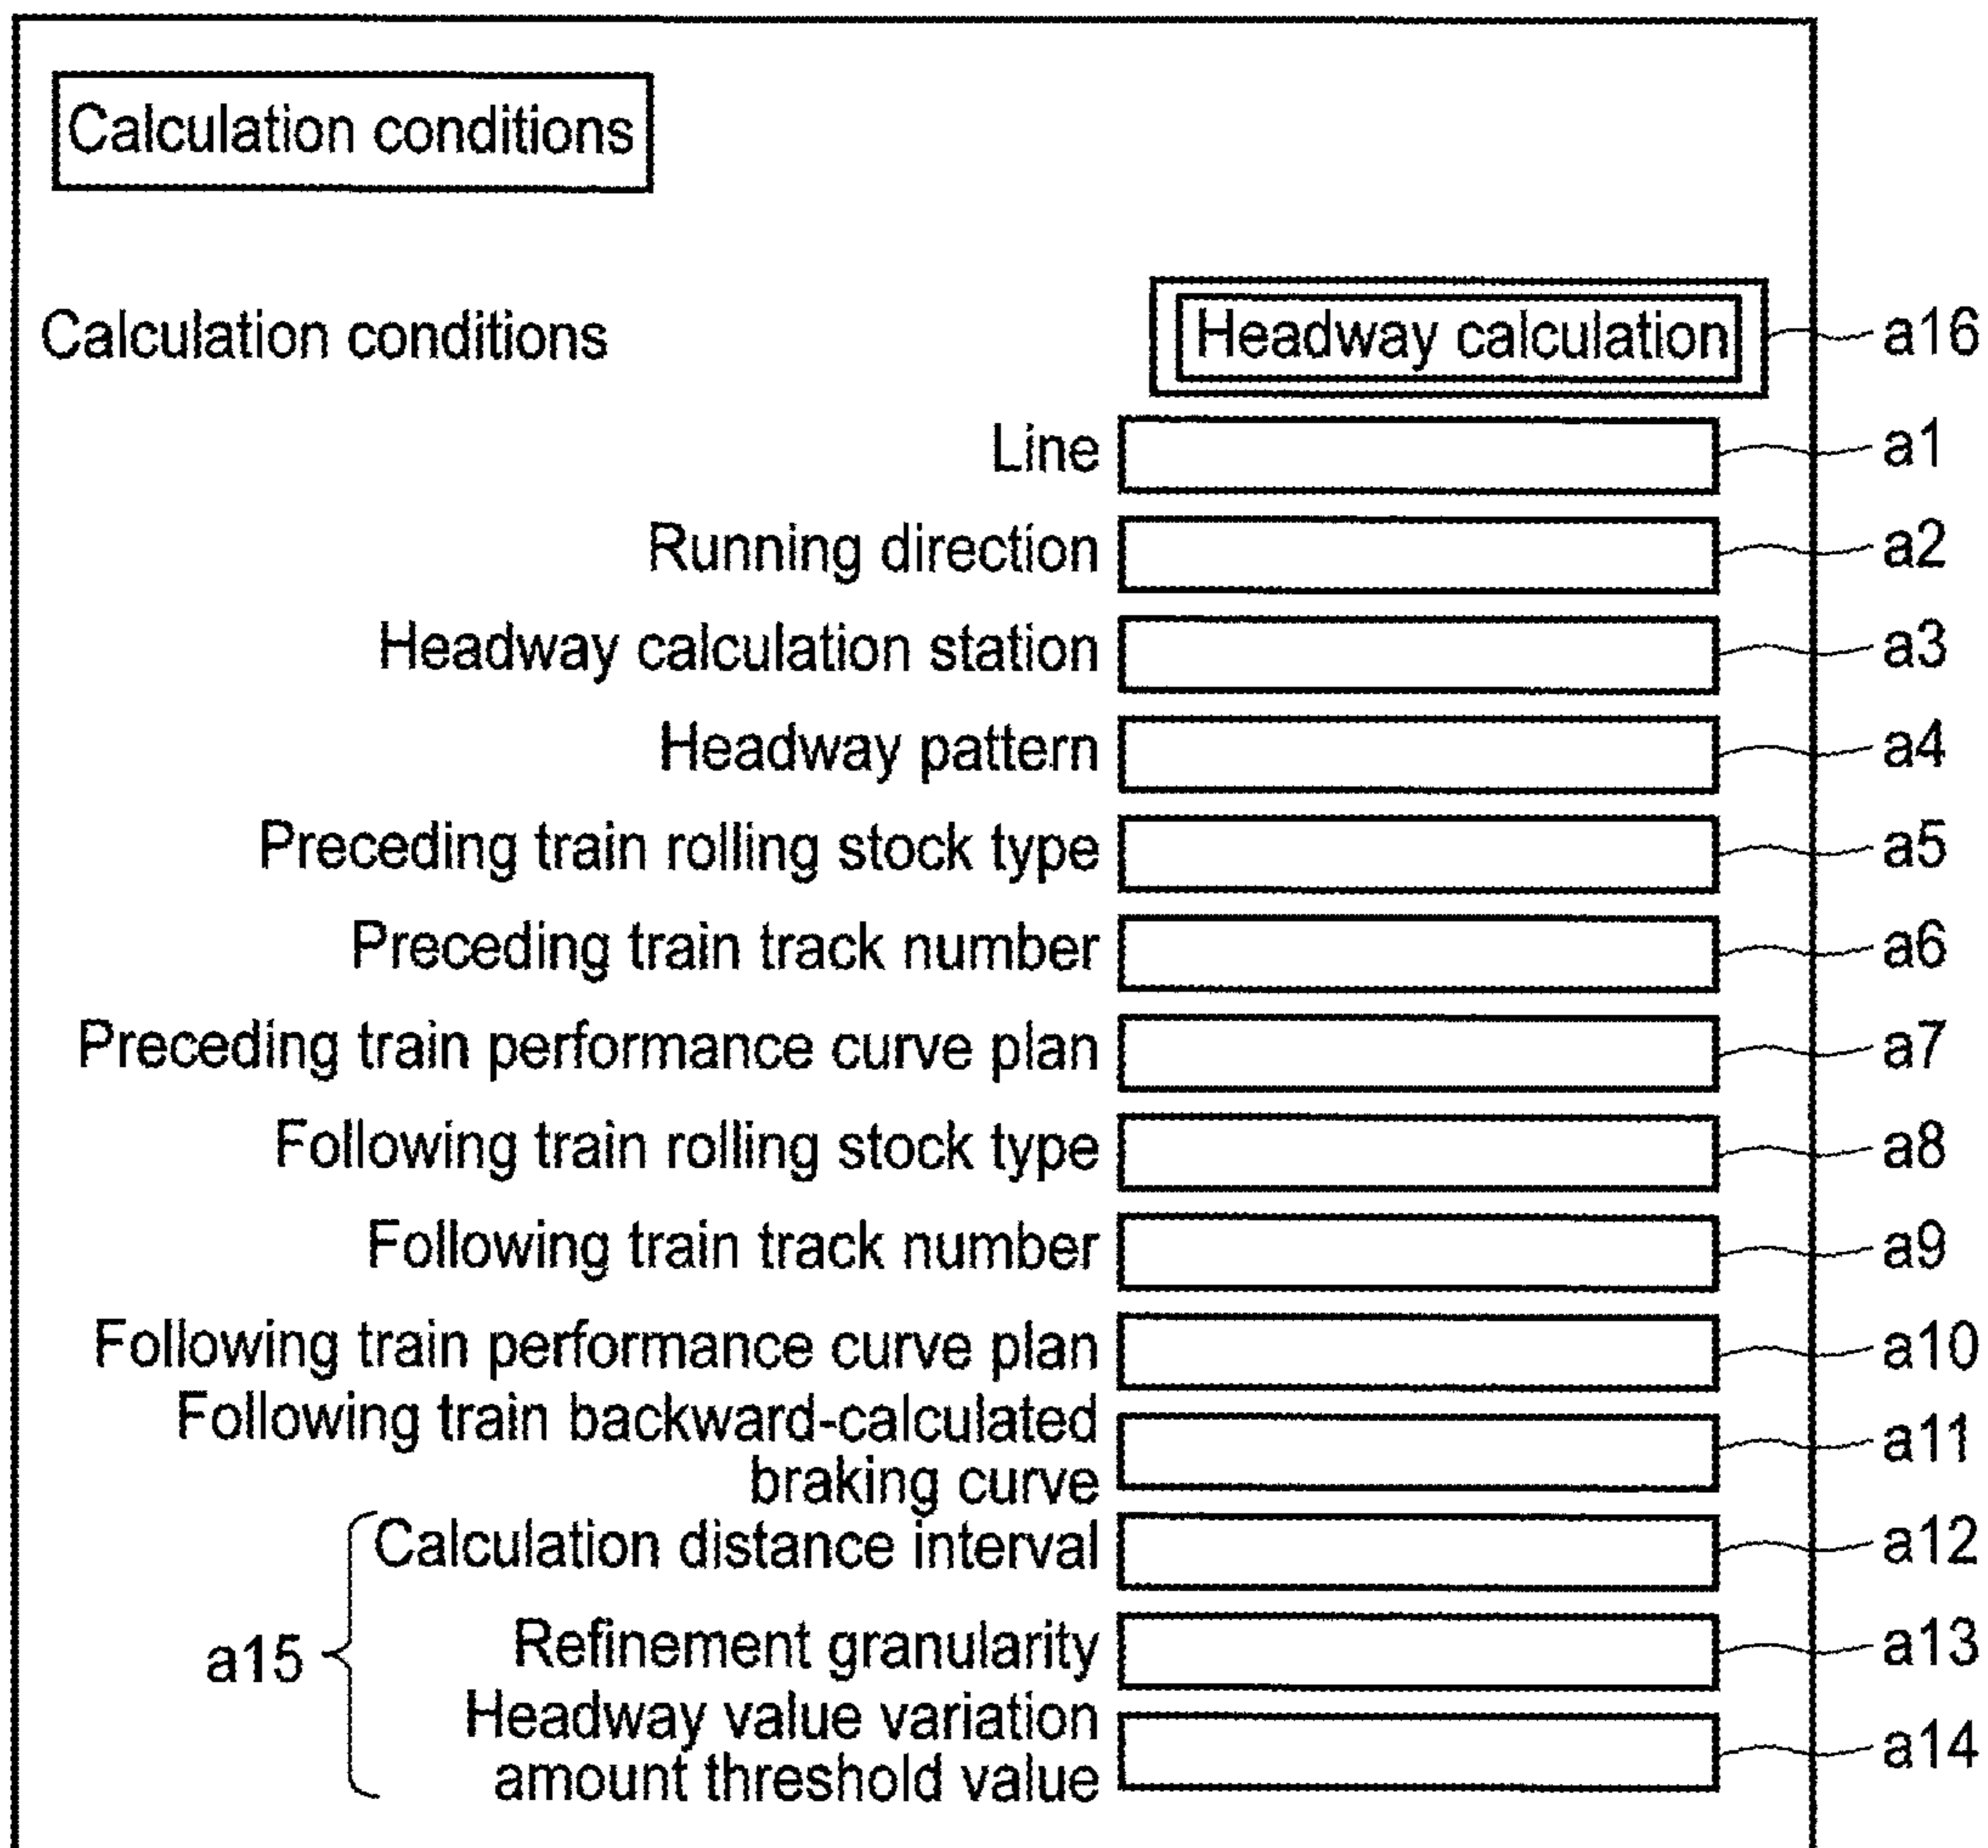 Calculation conditions
Calculation conditions
Headway calculation a16
Line a1
Running direction a2
Headway calculation station a3
Headway pattern a4
Preceding train rolling stock type a5
Preceding train track number a6
Preceding train performance curve plan a7
Following train rolling stock type a8
Following train track number a9
Following train performance curve plan a10
Following train backward-calculated
braking curve a11
Calculation distance interval a12
a15 Refinement granularity a13
Headway value variation
amount threshold value a14